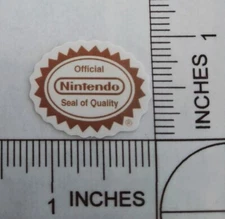 Official
Nintendo
Seal of Quality
®
1
INCHES
1
INCHES